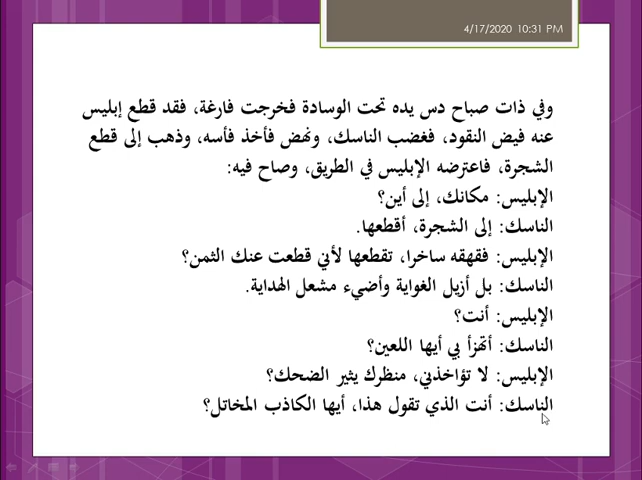 4/17/2020 10:31 PM
وفي ذات صباح دس يده تحت الوسادة فخرجت فارغة، فقد قطع إبليس
عنه فيض النقود، فغضب الناسك، ونهض فأخذ فأسه، وذهب إلى قطع
الشجرة، فاعترضه الإبليس في الطريق، وصاح فيه:
الإبليس: مكانك، إلى أين؟
الناسك: إلى الشجرة، أقطعها.
الإبليس: فقهقه ساخرا، تقطعها لأني قطعت عنك الثمن؟
الناسك: بل أزيل الغواية وأضيء مشعل الهداية.
الإبليس: أنت؟
الناسك: أتهزأ بي أيها اللعين؟
الإبليس: لا تؤاخذني، منظرك يثير الضحك؟
الناسك: أنت الذي تقول هذا، أيها الكاذب المخاتل؟